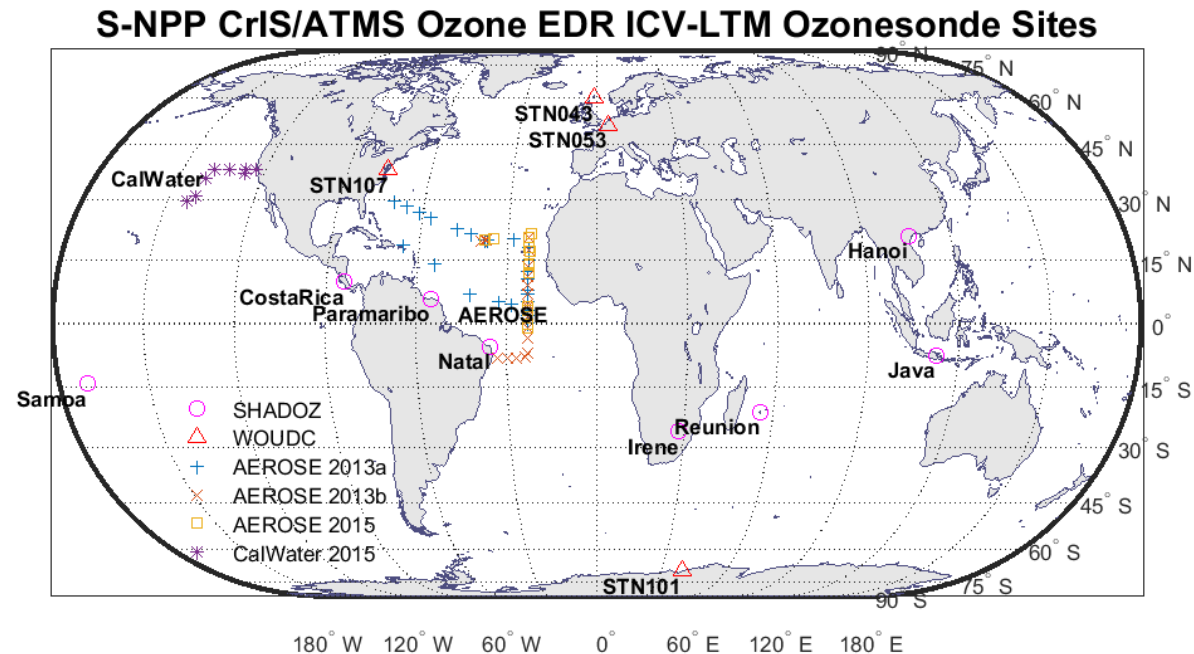 S-NPP CrIS/ATMS Ozone EDR ICV-LTM Ozonesonde Sites
90° N
75° N
60° N
STN043
STN053
45° N
CalWater
STN107
30° N
Hanoi
15° N
CostaRica
Paramaribo
AEROSE
0°
Natal
Java
15° S
Samoa
SHADOZ
Reunion
WOUDC
Irene
30° S
AEROSE 2013a
AEROSE 2013b
45° S
AEROSE 2015
CalWater 2015
60° S
STN101
75° S
90° S
180° W 120° W 60° W 0° 60° E 120° E 180° E